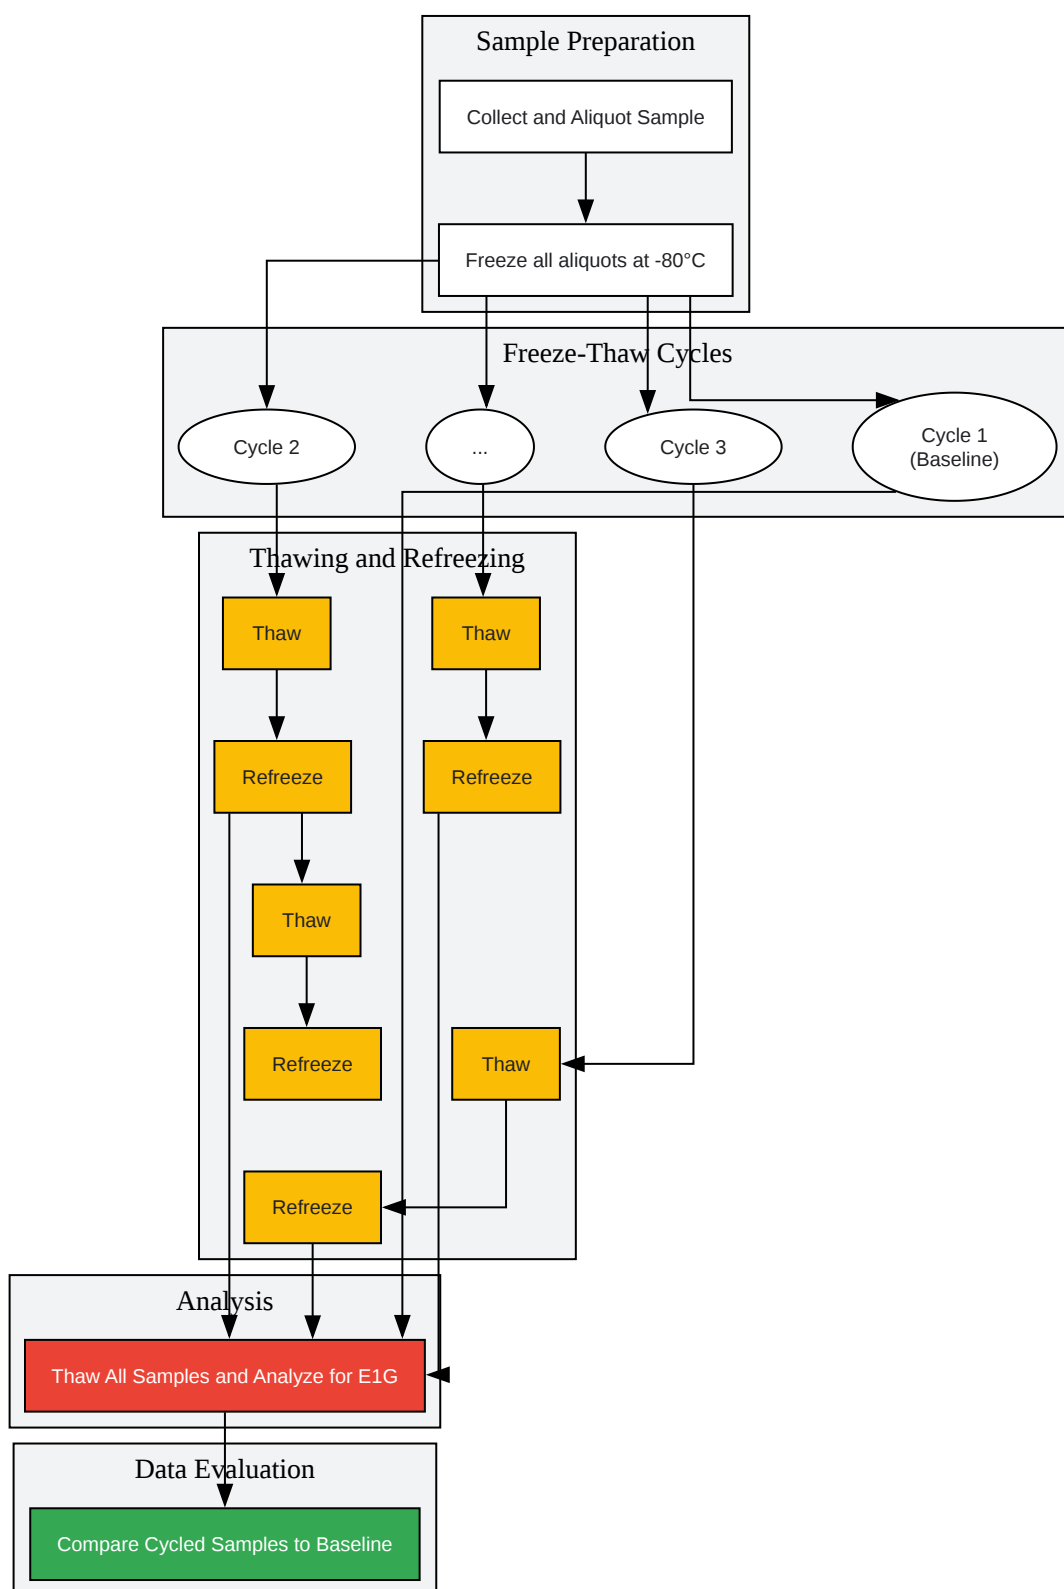 Sample Preparation
Collect and Aliquot Sample
Freeze all aliquots at -80°C
Freeze-Thaw Cycles
Cycle 2
...
Cycle 3
Cycle 1
(Baseline)
Thawing and Refreezing
Thaw
Thaw
Refreeze
Refreeze
Thaw
Refreeze
Thaw
Refreeze
Analysis
Thaw All Samples and Analyze for E1G
Data Evaluation
Compare Cycled Samples to Baseline